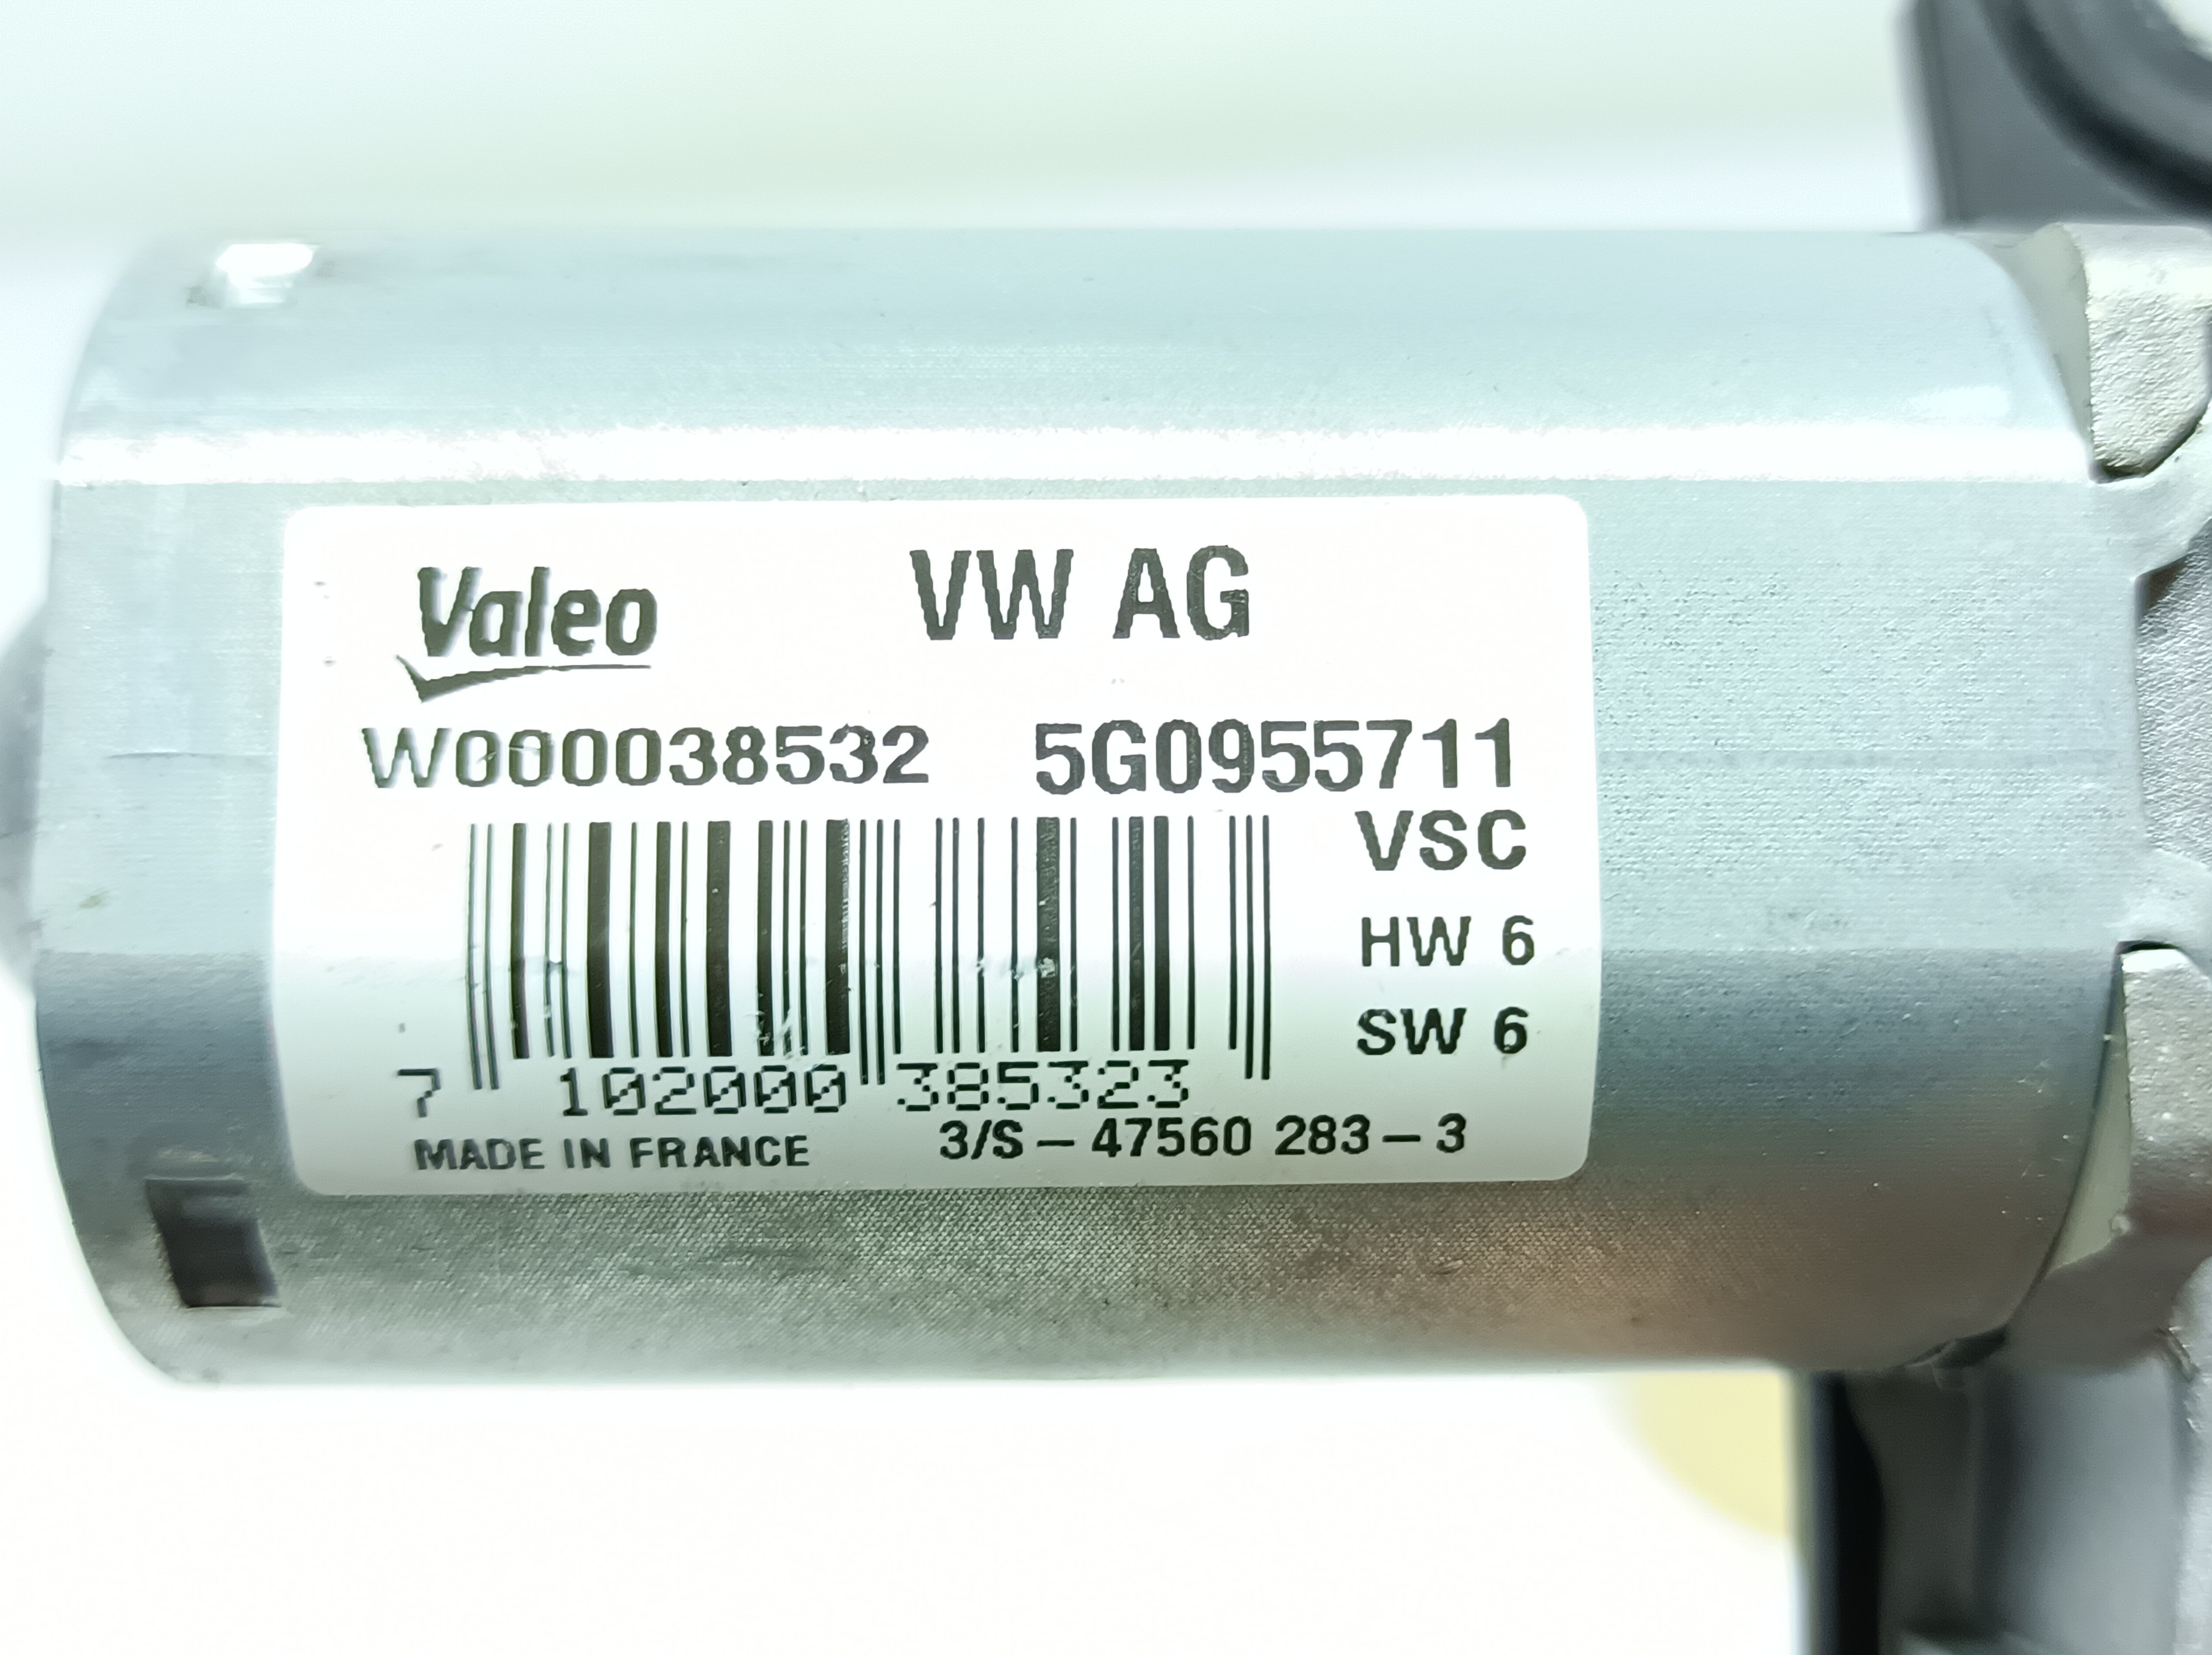 Valeo VW AG
W000038532 5G0955711
VSC
HW 6
SW 6
7 102000 385323
MADE IN FRANCE 3/S – 47560 283 – 3